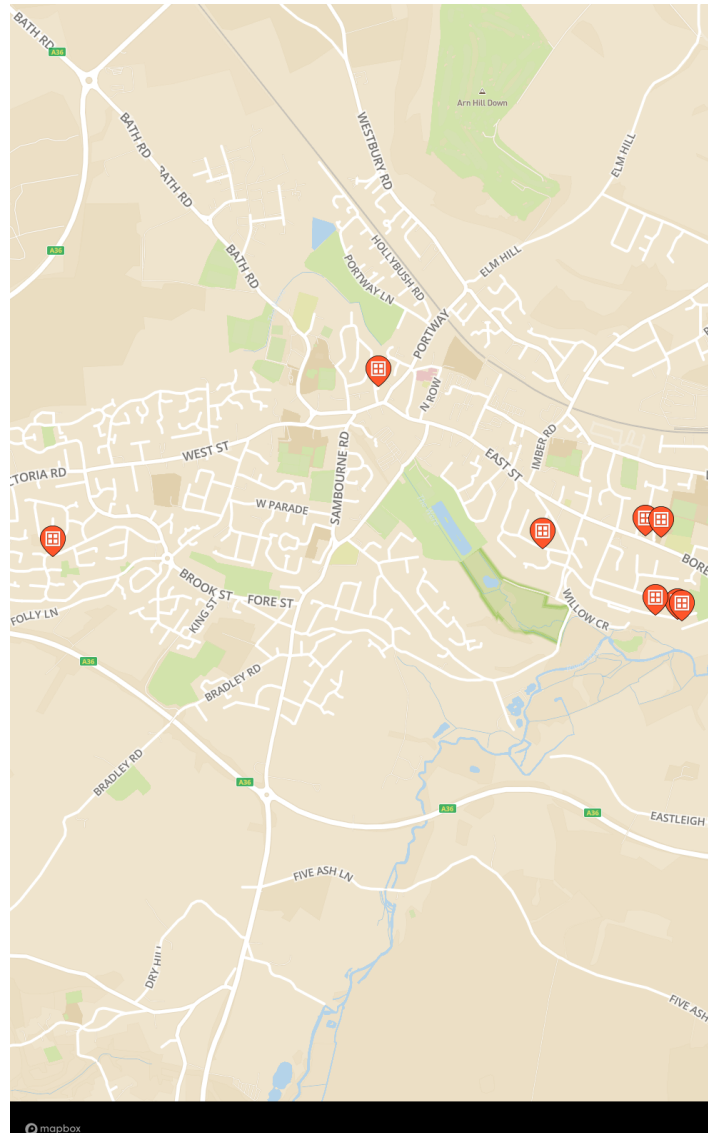 BATH RD
A36
Arn Hill Down
BATH RD
WESTBURY RD
ELM HILL
BATH RD
A36
BATH RD
HOLLYBUSH RD
ELM HILL
PORTWAY LN
PORTWAY
N ROW
WEST ST
SAMBOURNE RD
EAST ST
IMBER RD
CTORIA RD
W PARADE
BORE
BROOK ST
FORE ST
KING ST
WILLOW CR
FOLLY LN
A36
BRADLEY RD
BRADLEY RD
A36
A36
A36
EASTLEIGH
FIVE ASH LN
DRY HILL
FIVE ASH
mapbox